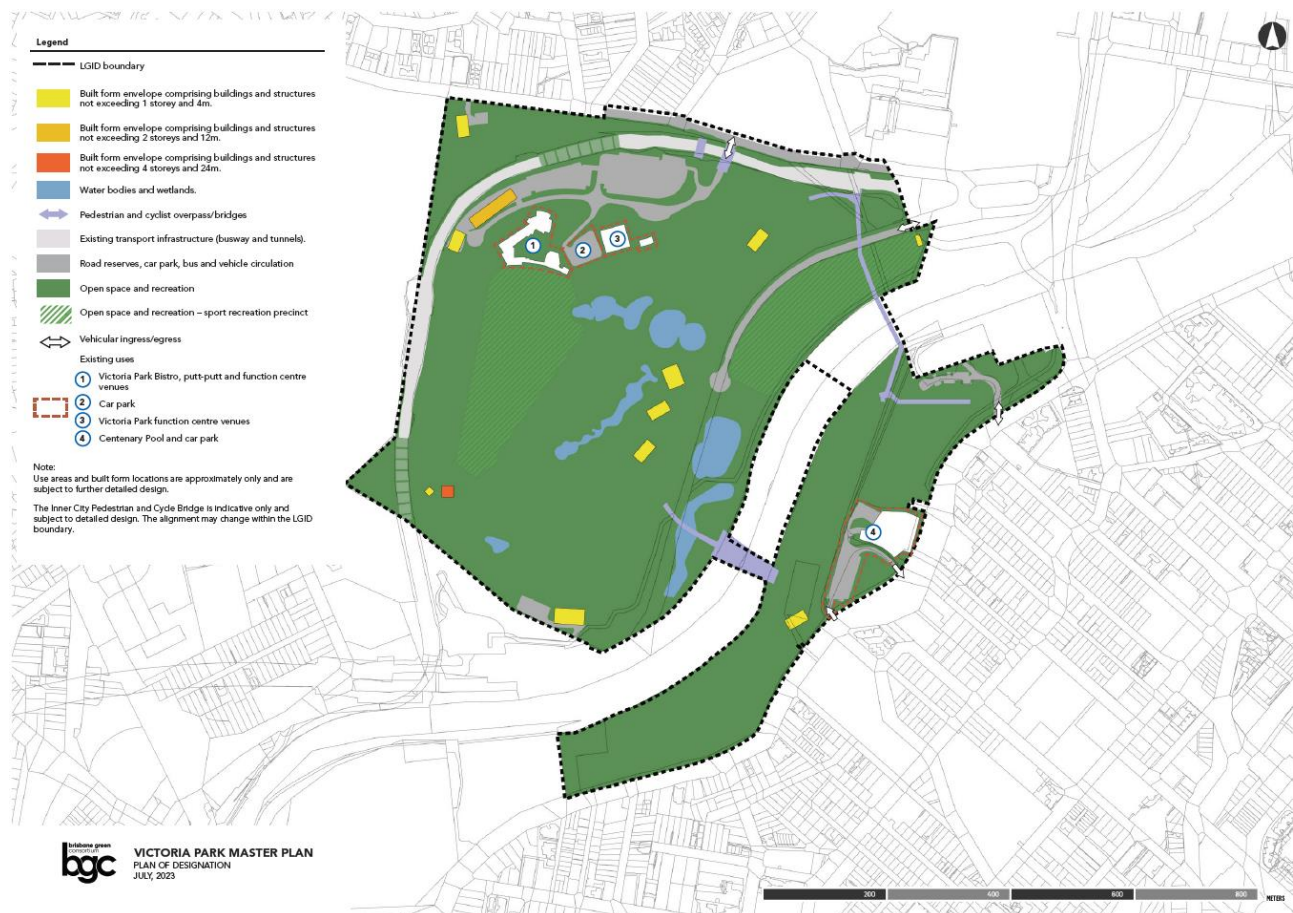 Legend
LGID boundary
Built form envelope comprising buildings and structures
not exceeding 1 storey and 4m.
Built form envelope comprising buildings and structures
not exceeding 2 storeys and 12m.
Built form envelope comprising buildings and structures
not exceeding 4 storeys and 24m.
Water bodies and wetlands.
Pedestrian and cyclist overpass/bridges
Existing transport infrastructure (busway and tunnels).
Road reserves, car park, bus and vehicle circulation
Open space and recreation
Open space and recreation – sport recreation precinct
Vehicular ingress/egress
Existing uses
1 Victoria Park Bistro, putt-putt and function centre
venues
2 Car park
3 Victoria Park function centre venues
4 Centenary Pool and car park
Note:
Use areas and built form locations are approximately only and are
subject to further detailed design.
The Inner City Pedestrian and Cycle Bridge is indicative only and
subject to detailed design. The alignment may change within the LGID
boundary.
1
2
3
4
brisbane green
consortium
bgc
VICTORIA PARK MASTER PLAN
PLAN OF DESIGNATION
JULY, 2023
200 400 600 800 METERS